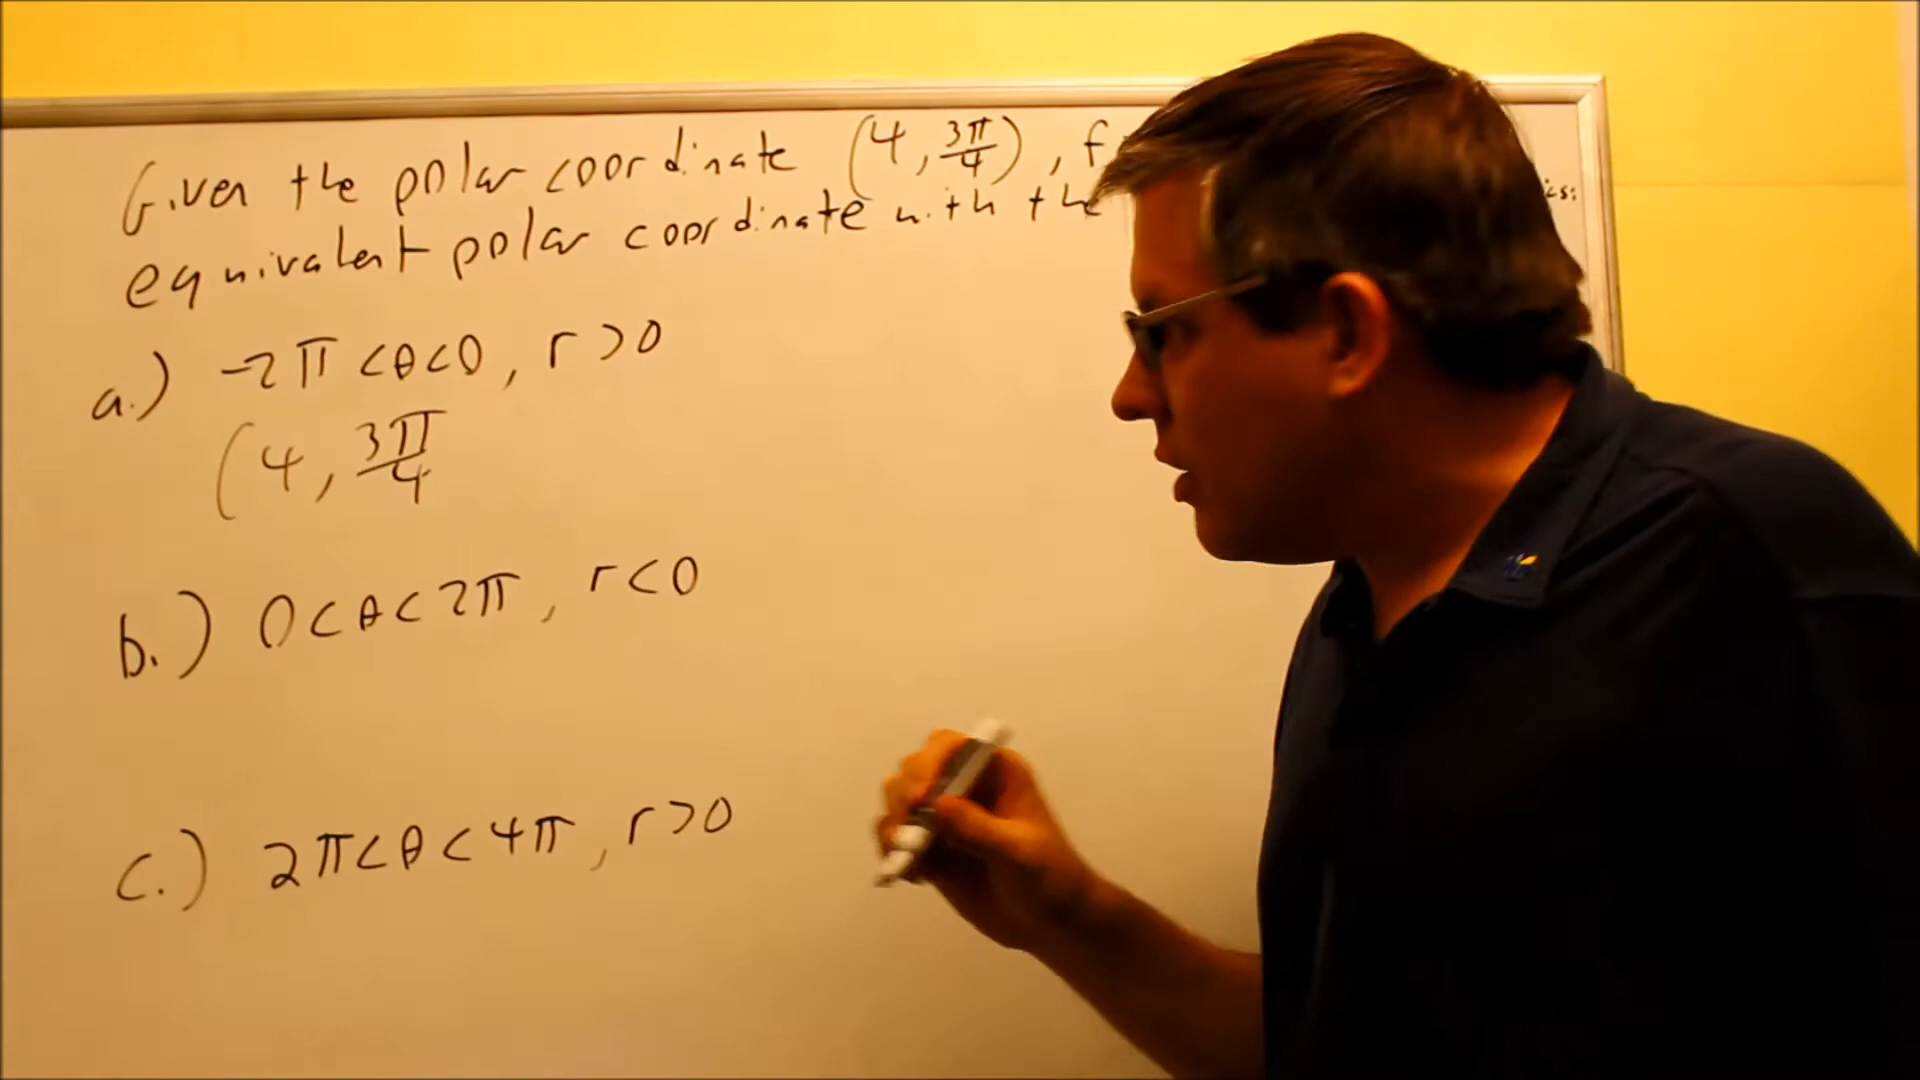 Given the polar coordinate (4, 3π/4), f
equivalent polar coordinate with the
a.) -2π<θ<0, r>0
(4, 3π/4
b.) 0<θ<2π, r<0
c.) 2π<θ<4π, r>0